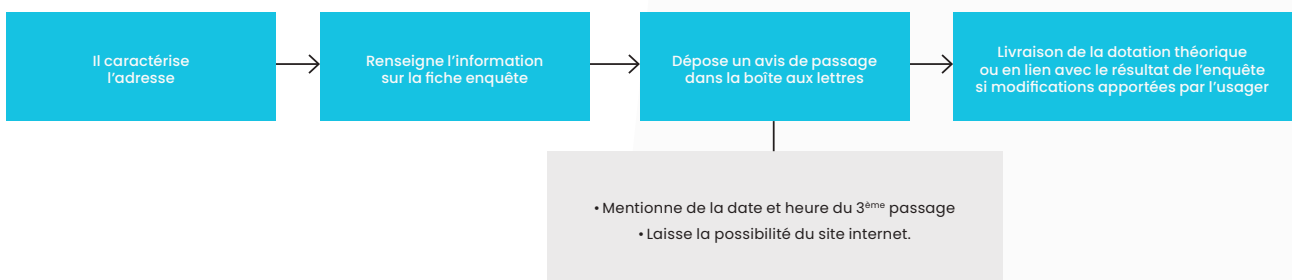 Il caractérise
l’adresse
Renseigne l’information
sur la fiche enquête
Dépose un avis de passage
dans la boîte aux lettres
Livraison de la dotation théorique
ou en lien avec le résultat de l’enquête
si modifications apportées par l’usager
• Mentionne de la date et heure du 3ème passage
• Laisse la possibilité du site internet.